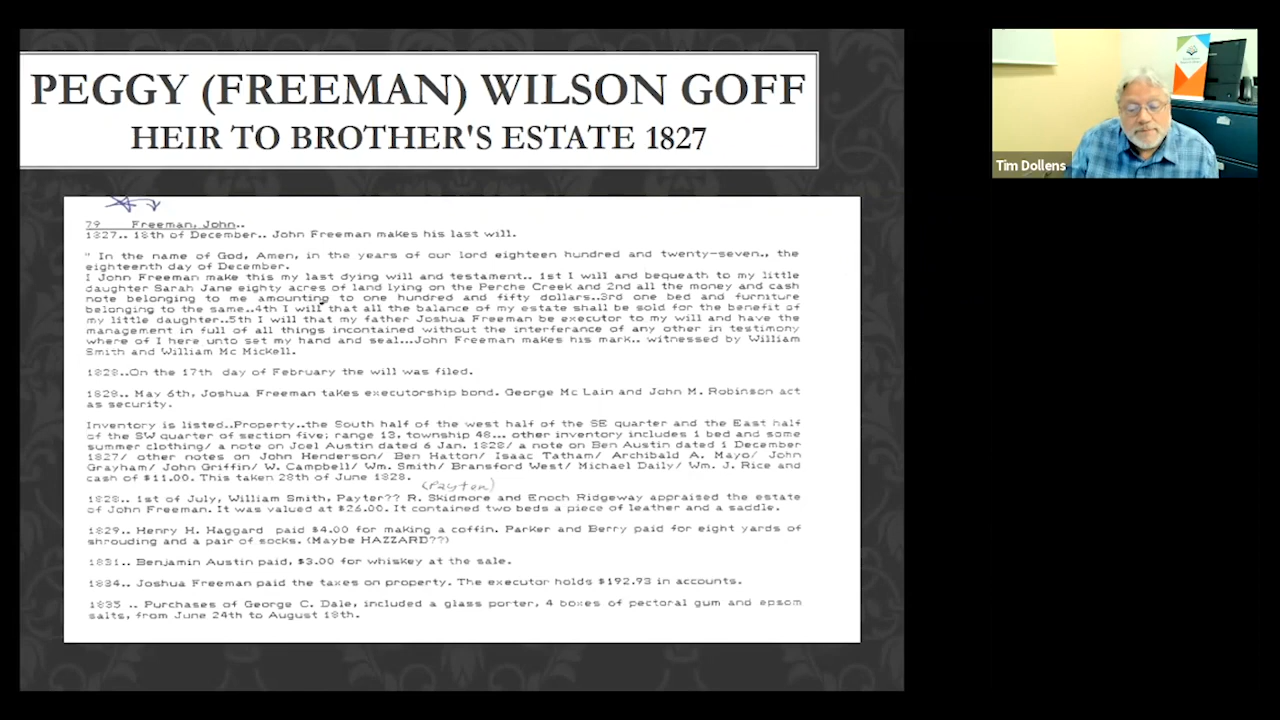 PEGGY (FREEMAN) WILSON GOFF
HEIR TO BROTHER'S ESTATE 1827
79 Freeman, John..
1827.. 18th of December.. John Freeman makes his last will.
" In the name of God, Amen, in the years of our lord eighteen hundred and twenty-seven., the
eighteenth day of December.
I John Freeman make this my last dying will and testament.. 1st I will and bequeath to my little
daughter Sarah Jane eighty acres of land lying on the Perche Creek and 2nd all the money and cash
note belonging to me amounting to one hundred and fifty dollars..3rd one bed and furniture
belonging to the same..4th I will that all the balance of my estate shall be sold for the benefit of
my little daughter..5th I will that my father Joshua Freeman be executor to my will and have the
management in full of all things incontained without the interferance of any other in testimony
where of I here unto set my hand and seal...John Freeman makes his mark.. witnessed by William
Smith and William Mc Mickell.
1828..On the 17th day of February the will was filed.
1828.. May 6th, Joshua Freeman takes executorship bond. George Mc Lain and John M. Robinson act
as security.
Inventory is listed..Property..the South half of the west half of the SE quarter and the East half
of the SW quarter of section five; range 13, township 48... other inventory includes 1 bed and some
summer clothing/ a note on Joel Austin dated 6 Jan. 1828/ a note on Ben Austin dated 1 December
1827/ other notes on John Henderson/ Ben Hatton/ Isaac Tatham/ Archibald A. Mayo/ John
Grayham/ John Griffin/ W. Campbell/ Wm. Smith/ Bransford West/ Michael Daily/ Wm. J. Rice and
cash of $11.00. This taken 28th of June 1828.
(Payton)
1828.. 1st of July, William Smith, Payter?? R. Skidmore and Enoch Ridgeway appraised the estate
of John Freeman. It was valued at $26.00. It contained two beds a piece of leather and a saddle.
1829.. Henry H. Haggard paid $4.00 for making a coffin. Parker and Berry paid for eight yards of
shrouding and a pair of socks. (Maybe HAZZARD??)
1831.. Benjamin Austin paid, $3.00 for whiskey at the sale.
1834.. Joshua Freeman paid the taxes on property. The executor holds $192.93 in accounts.
1835 .. Purchases of George C. Dale, included a glass porter, 4 boxes of pectoral gum and epsom
salts, from June 24th to August 19th.
Tim Dollens